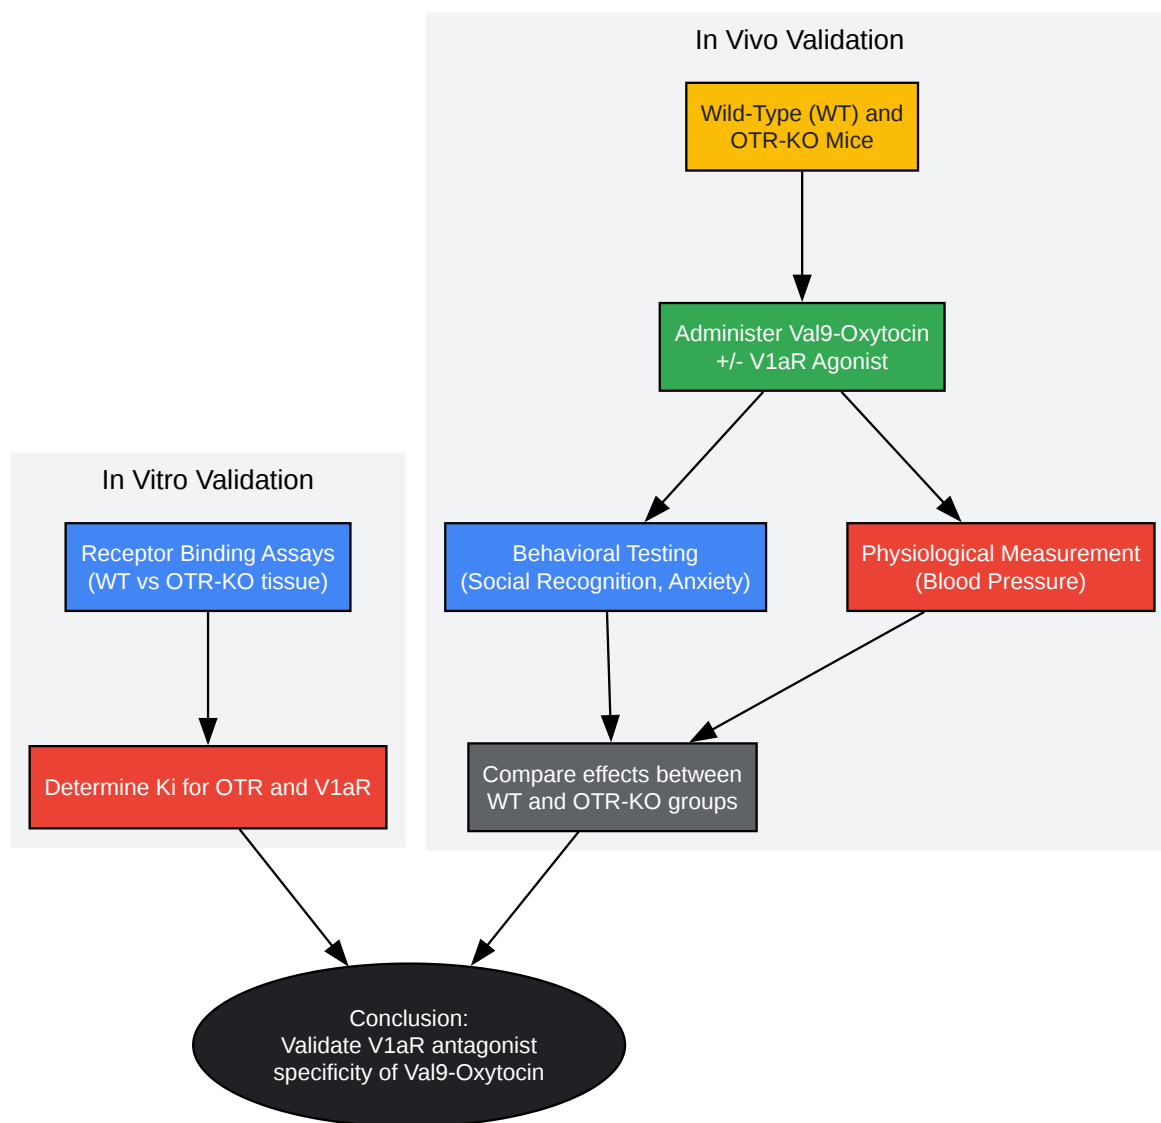 In Vivo Validation
Wild-Type (WT) and
OTR-KO Mice
Administer Val9-Oxytocin
+/- V1aR Agonist
In Vitro Validation
Receptor Binding Assays
(WT vs OTR-KO tissue)
Behavioral Testing
(Social Recognition, Anxiety)
Physiological Measurement
(Blood Pressure)
Determine Ki for OTR and V1aR
Compare effects between
WT and OTR-KO groups
Conclusion:
Validate V1aR antagonist
specificity of Val9-Oxytocin